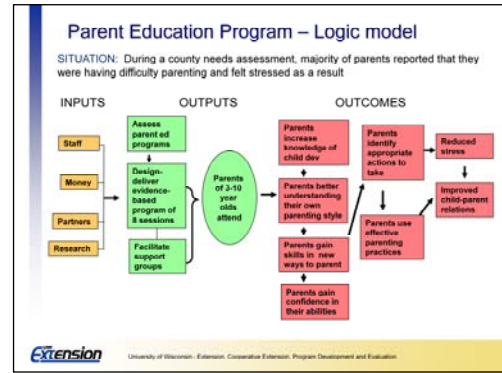 Parent Education Program – Logic model
SITUATION: During a county needs assessment, majority of parents reported that they
were having difficulty parenting and felt stressed as a result
INPUTS
OUTPUTS
OUTCOMES
Staff
Money
Partners
Research
Assess
parent ed
programs
Design-
deliver
evidence-
based
program of
8 sessions
Facilitate
support
groups
Parents
of 3-10
year
olds
attend
Parents
increase
knowledge of
child dev
Parents better
understanding
their own
parenting style
Parents gain
skills in new
ways to parent
Parents gain
confidence in
their abilities
Parents
identify
appropriate
actions to
take
Parents use
effective
parenting
practices
Reduced
stress
Improved
child-parent
relations
Extension
University of Wisconsin - Extension, Cooperative Extension, Program Development and Evaluation